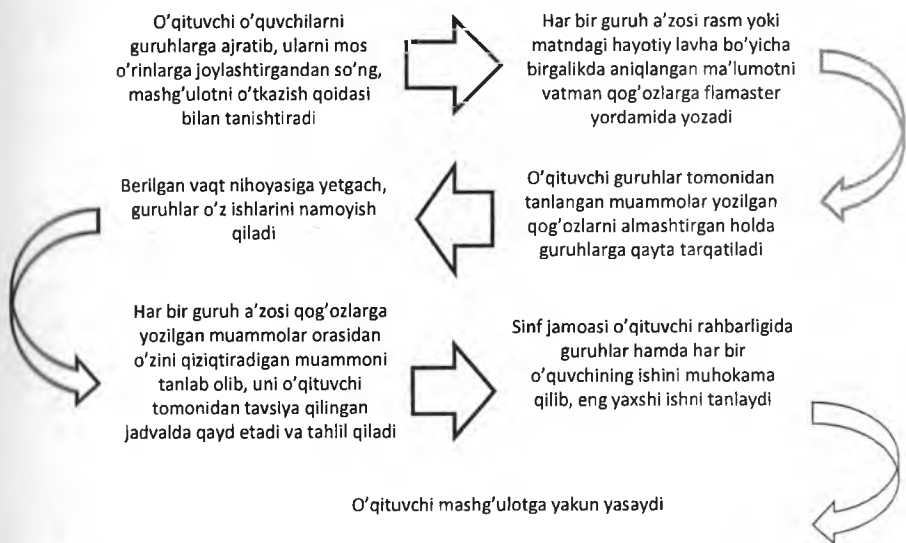 O'qituvchi o'quvchilarni
guruhlarga ajratib, ularni mos
o'rinlarga joylashtirgandan so'ng,
mashg'ulotni o'tkazish qoidasi
bilan tanishtiradi
Har bir guruh a'zosi rasm yoki
matndagi hayotiy lavha bo'yicha
birgalikda aniqlangan ma'lumotni
vatman qog'ozlarga flamaster
yordamida yozadi
O'qituvchi guruhlar tomonidan
tanlangan muammolar yozilgan
qog'ozlarni almashtirgan holda
guruhlarga qayta tarqatiladi
Berilgan vaqt nihoyasiga yetgach,
guruhlar o'z ishlarini namoyish
qiladi
Har bir guruh a'zosi qog'ozlarga
yozilgan muammolar orasidan
o'zini qiziqtiradigan muammoni
tanlab olib, uni o'qituvchi
tomonidan tavsiya qilingan
jadvalda qayd etadi va tahlil qiladi
Sinf jamoasi o'qituvchi rahbarligida
guruhlar hamda har bir
o'quvchining ishini muhokama
qilib, eng yaxshi ishni tanlaydi
O'qituvchi mashg'ulotga yakun yasaydi